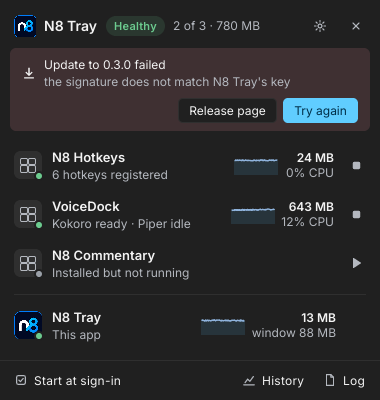 n8 N8 Tray Healthy 2 of 3 · 780 MB
Update to 0.3.0 failed
the signature does not match N8 Tray's key
Release page Try again
N8 Hotkeys 24 MB
6 hotkeys registered 0% CPU
VoiceDock 643 MB
Kokoro ready · Piper idle 12% CPU
N8 Commentary
Installed but not running
n8 N8 Tray 13 MB
This app window 88 MB
Start at sign-in History Log